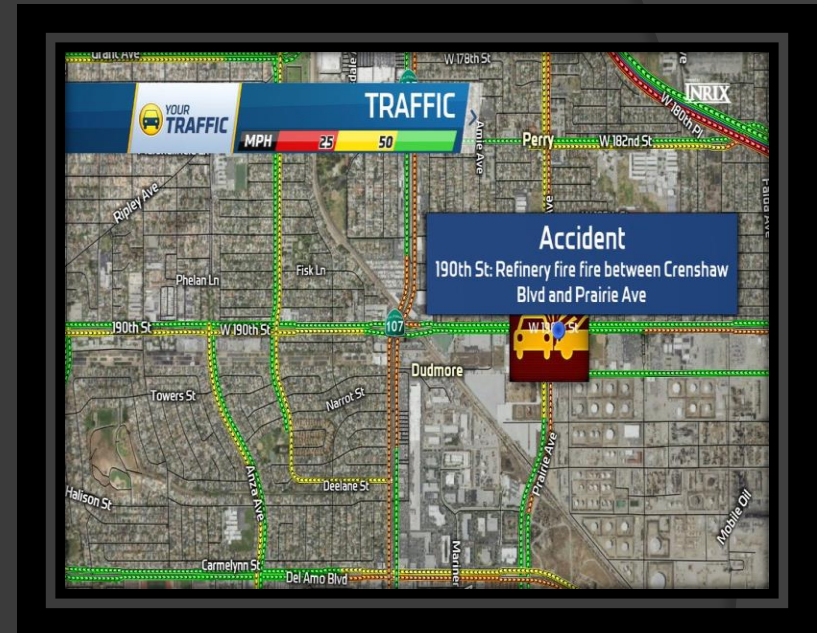 Grant Ave
W 178th St
INRIX
YOUR
TRAFFIC
TRAFFIC
MPH 25 50
W 180th Pl
Amie Ave
Perry
W 182nd St
Ripley Ave
Accident
190th St: Refinery fire fire between Crenshaw
Blvd and Prairie Ave
Phelan Ln
Fisk Ln
190th St
W 190th St
107
W 190th St
Dudmore
Towers St
Narrot St
Anza Ave
Prairie Ave
Deelane St
Halison St
Mobile Oil
Mariner
Carmelynn St
Del Amo Blvd